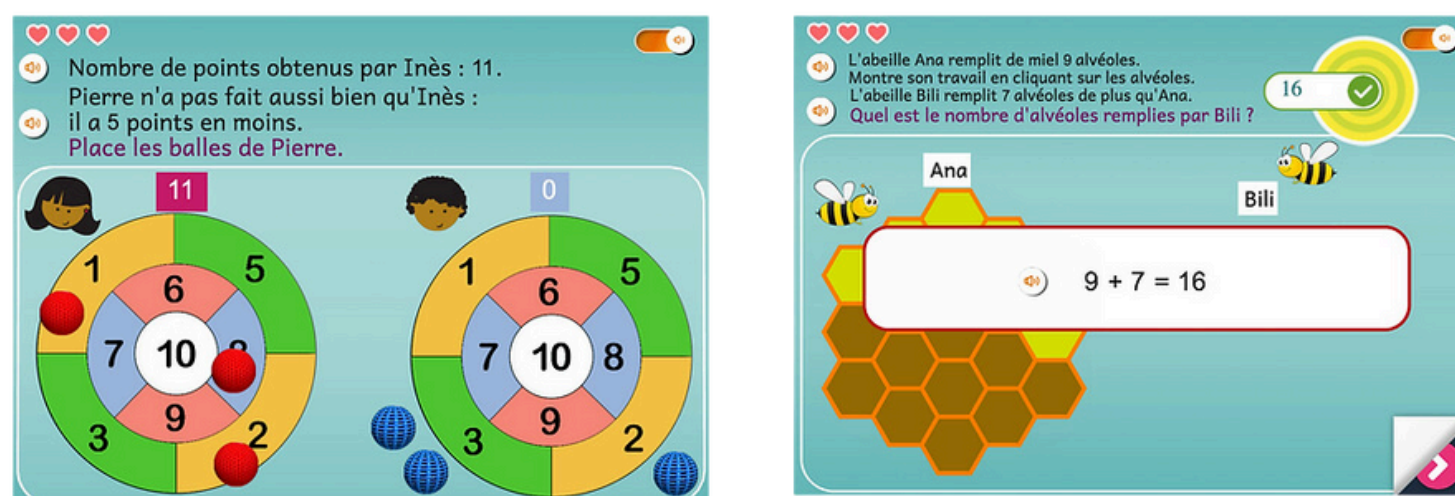 Nombre de points obtenus par Inès : 11.
Pierre n'a pas fait aussi bien qu'Inès :
il a 5 points en moins.
Place les balles de Pierre.
11
0
1
5
6
7
10
9
3
2
1
5
6
7
10
8
9
3
2
L'abeille Ana remplit de miel 9 alvéoles.
Montre son travail en cliquant sur les alvéoles.
L'abeille Bili remplit 7 alvéoles de plus qu'Ana.
Quel est le nombre d'alvéoles remplies par Bili ?
16
Ana
Bili
9 + 7 = 16